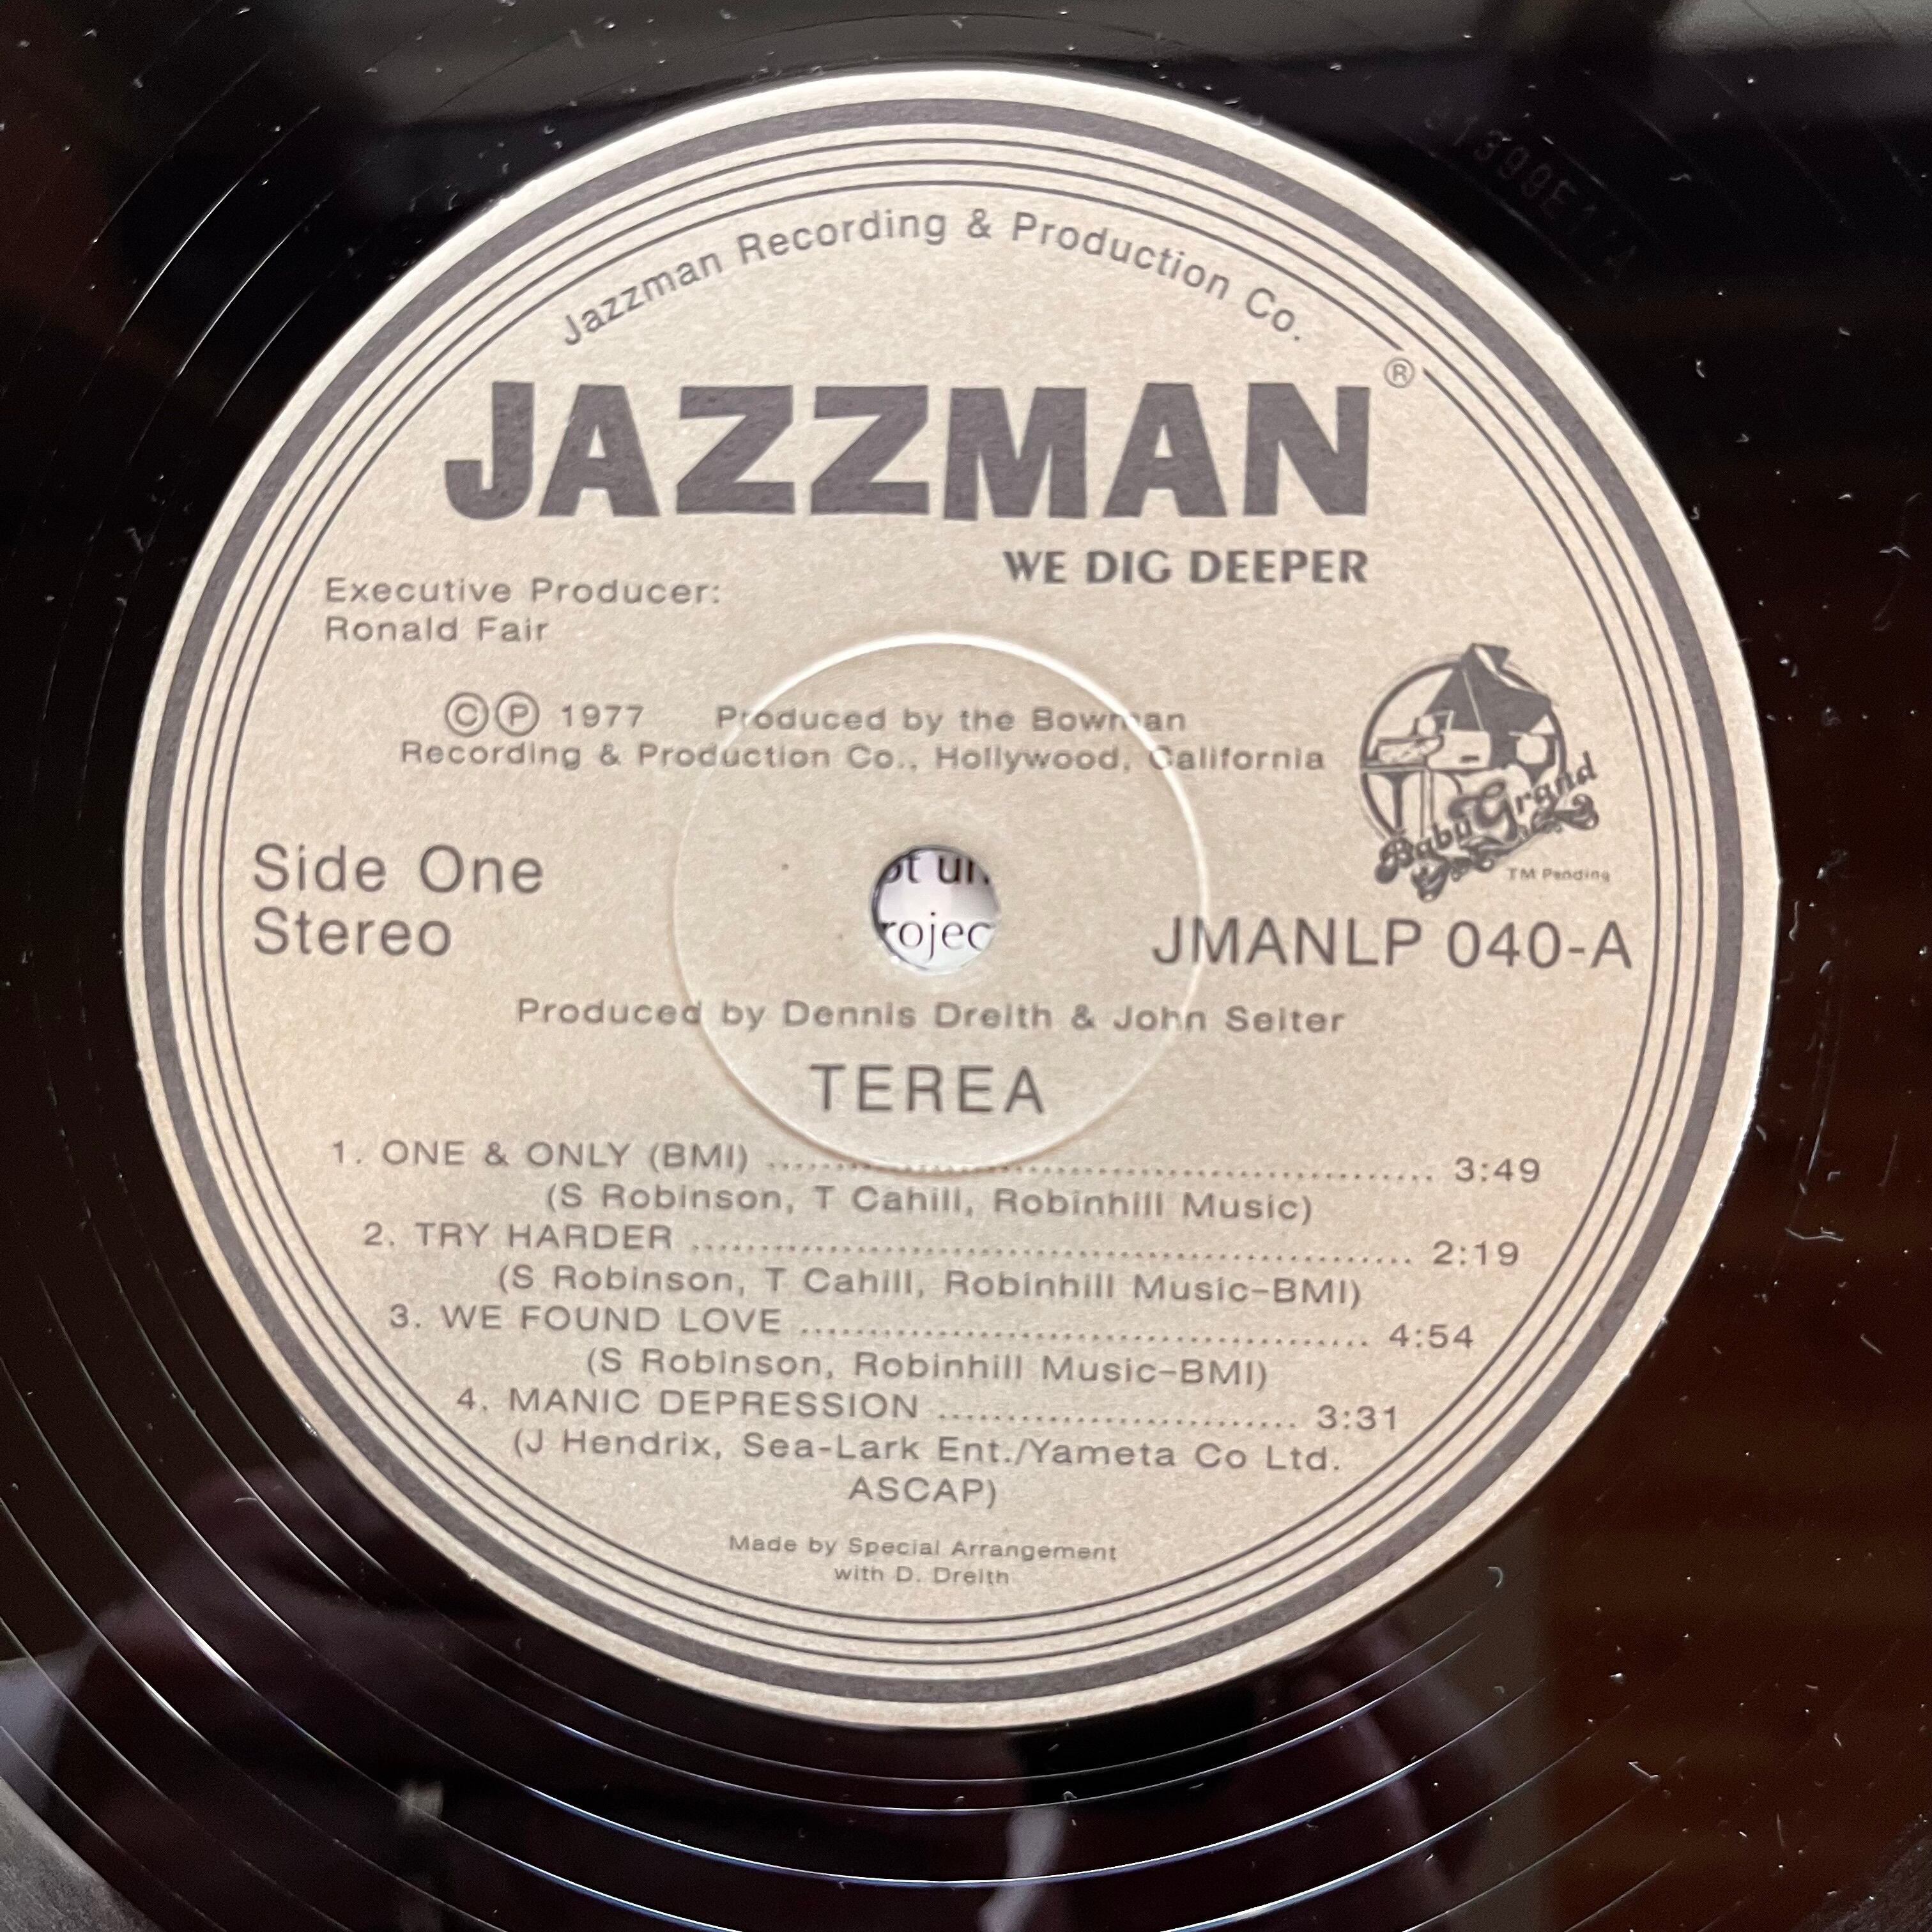 Jazzman Recording & Production Co.
JAZZMAN ®
WE DIG DEEPER
Executive Producer:
Ronald Fair
©℗ 1977 Produced by the Bowman
Recording & Production Co., Hollywood, California
Baby Grand
TM Pending
Side One
Stereo
JMANLP 040-A
Produced by Dennis Dreith & John Seiter
TEREA
1. ONE & ONLY (BMI) .......... 3:49
(S Robinson, T Cahill, Robinhill Music)
2. TRY HARDER .......... 2:19
(S Robinson, T Cahill, Robinhill Music-BMI)
3. WE FOUND LOVE .......... 4:54
(S Robinson, Robinhill Music-BMI)
4. MANIC DEPRESSION .......... 3:31
(J Hendrix, Sea-Lark Ent./Yameta Co Ltd.
ASCAP)
Made by Special Arrangement
with D. Dreith